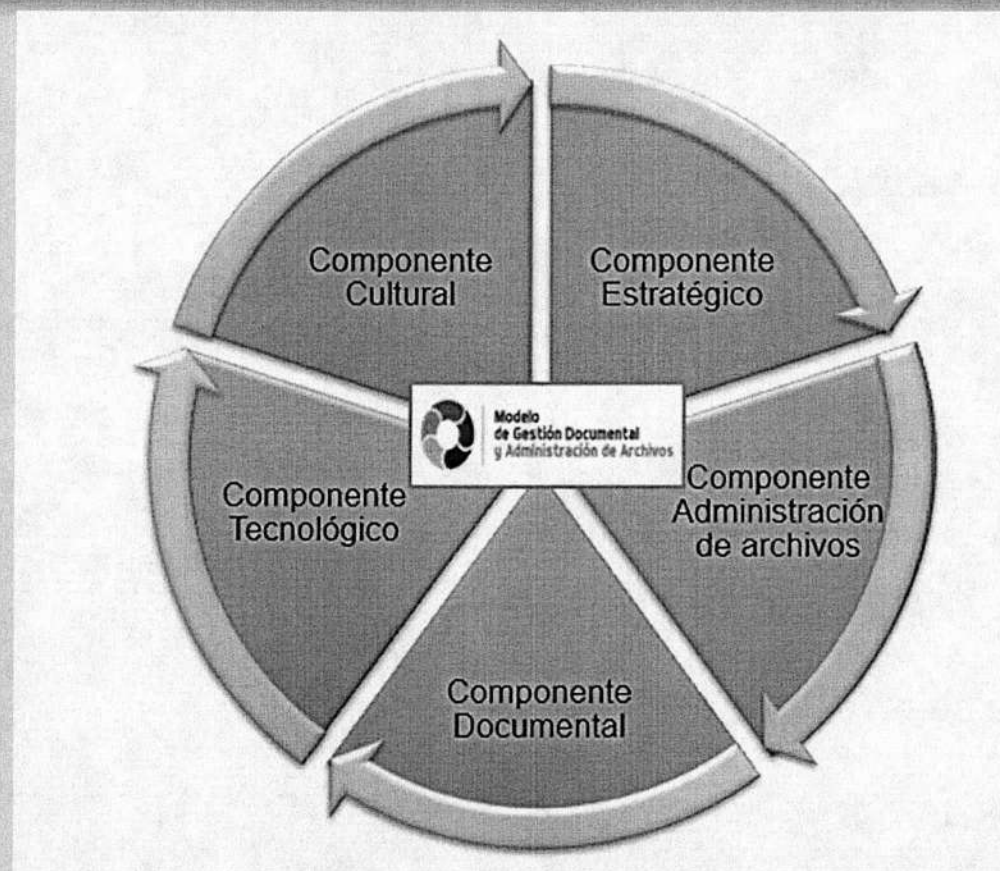 Componente
Cultural
Componente
Estratégico
Modelo
de Gestión Documental
y Administración de Archivos
Componente
Tecnológico
Componente
Administración
de archivos
Componente
Documental